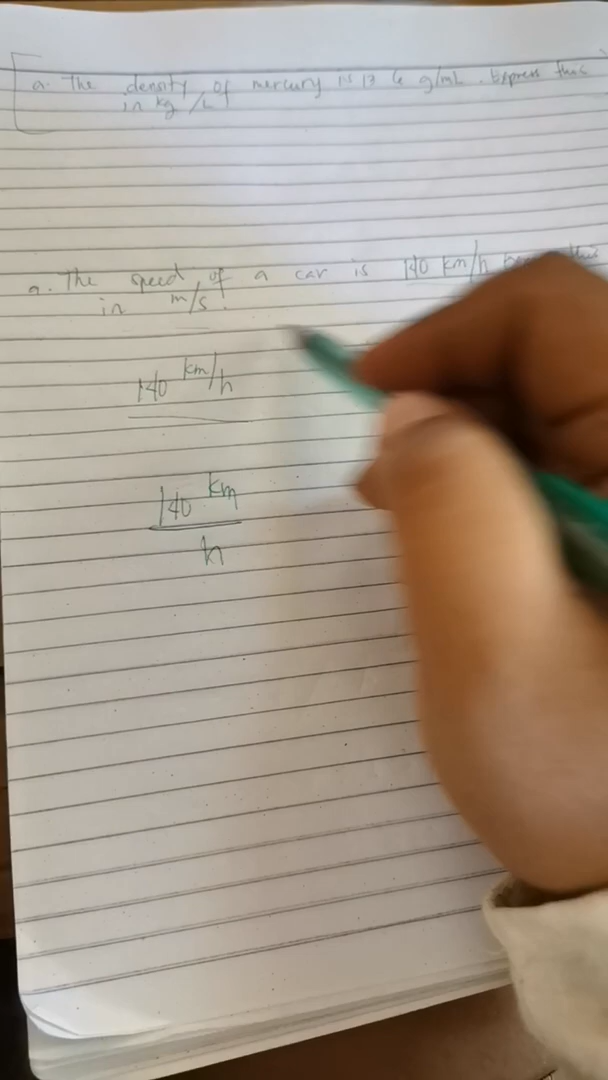 a. The density of mercury is 13.6 g/mL. Express this
in kg/L
a. The speed of a car is 140 km/h this
in m/s.
140 km/h
140 km
h